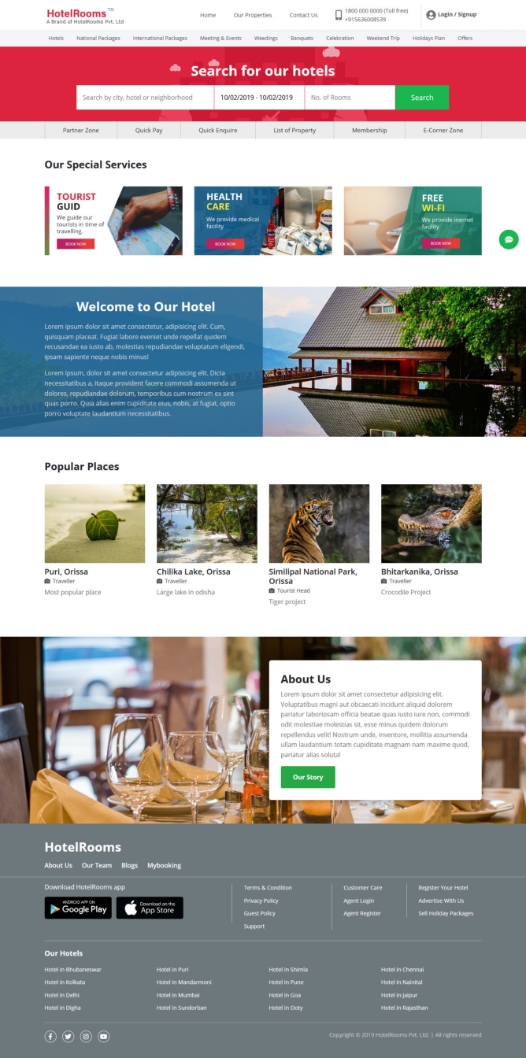 HotelRooms TM
A Brand of HotelRooms Pvt. Ltd
Home Our Properties Contact Us
1800 000 0000 (Toll free)
+915636008539
Login / Signup
Hotels National Packages International Packages Meeting & Events Weedings Banquets Celebration Weekend Trip Holidays Plan Offers
Search for our hotels
Search by city, hotel or neighborhood 10/02/2019 - 10/02/2019 No. of Rooms Search
Partner Zone Quick Pay Quick Enquire List of Property Membership E-Corner Zone
Our Special Services
TOURIST
GUID
We guide our
tourists in time of
travelling.
BOOK NOW
HEALTH
CARE
We provide medical
facility
BOOK NOW
FREE
WI-FI
We provide inernet
facility
BOOK NOW
Welcome to Our Hotel
Lorem ipsum dolor sit amet consectetur, adipisicing elit. Cum,
quisquam placeat. Fugiat labore eveniet unde repellat quidem
recusandae ea iusto ab, molestias repudiandae voluptatum eligendi,
ipsam sapiente neque nobis minus!
Lorem ipsum dolor sit amet consectetur, adipisicing elit. Dicta
necessitatibus a, itaque provident facere commodi assumenda ut
dolores, repudiandae dolorum, temporibus cum nostrum ex sint
quas porro. Quia alias enim cupiditate eius, nobis, at fugiat, optio
porro voluptate laudantium necessitatibus.
Popular Places
Puri, Orissa
Traveller
Most popular place
Chilika Lake, Orissa
Traveller
Large lake in odisha
Similipal National Park,
Orissa
Tourist Head
Tiger project
Bhitarkanika, Orissa
Traveller
Crocodile Project
About Us
Lorem ipsum dolor sit amet consectetur adipisicing elit.
Voluptatibus magni aut obcaecati incidunt aliquid dolorem
pariatur laboriosam officia beatae quas iusto iure non, commodi
odit molestiae molestias sit, esse minus quidem dolorum
repellendus velit! Nostrum unde, inventore, mollitia assumenda
ullam laudantium totam cupiditate magnam nam maxime quod,
pariatur alias soluta!
Our Story
HotelRooms
About Us Our Team Blogs Mybooking
Download HotelRooms app
ANDROID APP ON
Google Play
Download on the
App Store
Terms & Condition
Privacy Policy
Guest Policy
Support
Customer Care
Agent Login
Agent Register
Register Your Hotel
Advertise With Us
Sell Holiday Packages
Our Hotels
Hotel in Bhubaneswar Hotel in Puri Hotel in Shimla Hotel in Chennai
Hotel in Kolkata Hotel in Mandarmoni Hotel in Pune Hotel in Nainital
Hotel in Delhi Hotel in Mumbai Hotel in Goa Hotel in Jaipur
Hotel in Digha Hotel in Sundorban Hotel in Ooty Hotel in Rajasthan
Copyright © 2019 HotelRooms Pvt. Ltd, | All rights reserved